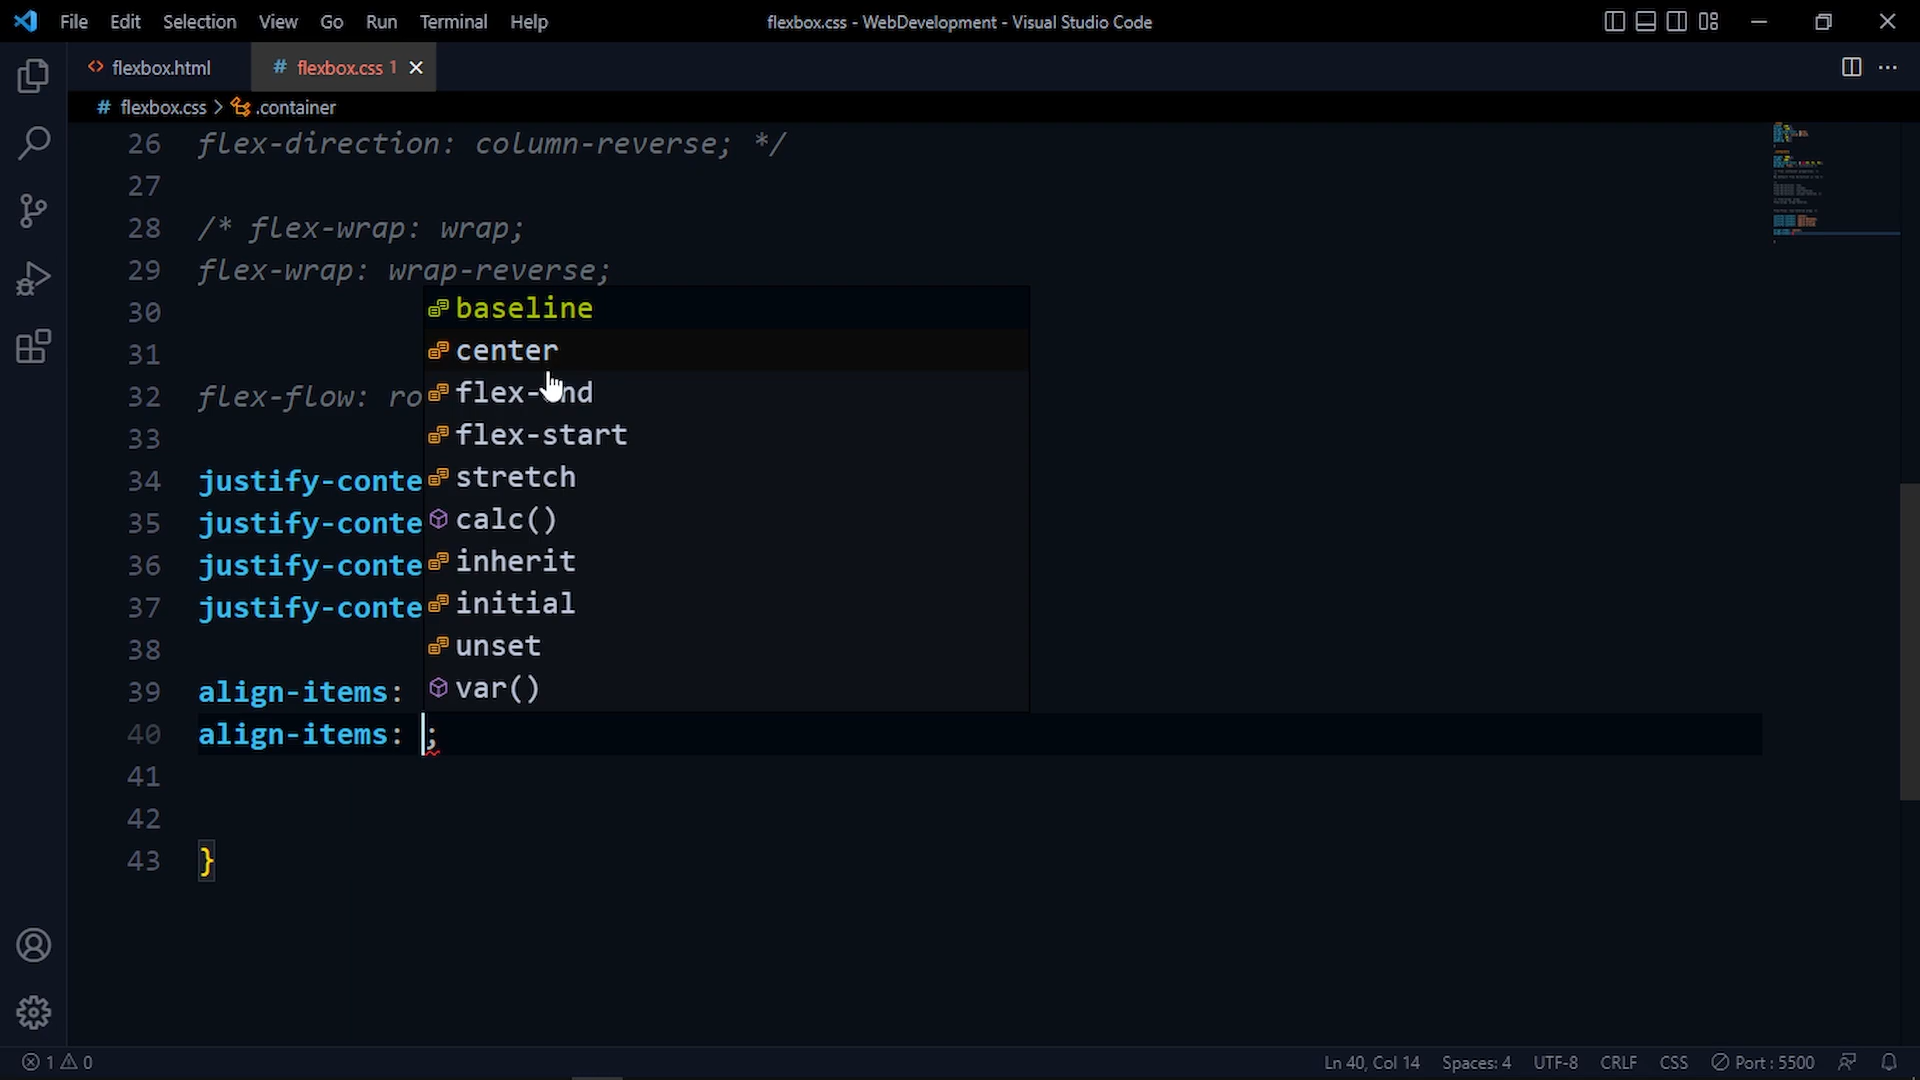 File Edit Selection View Go Run Terminal Help
flexbox.css - WebDevelopment - Visual Studio Code
<> flexbox.html
# flexbox.css 1
# flexbox.css > .container
26 flex-direction: column-reverse; */
27
28 /* flex-wrap: wrap;
29 flex-wrap: wrap-reverse;
30
31
32 flex-flow: ro
33
34 justify-conte
35 justify-conte
36 justify-conte
37 justify-conte
38
39 align-items:
40 align-items: ;
41
42
43 }
baseline
center
flex- nd
flex-start
stretch
calc()
inherit
initial
unset
var()
1 0
Ln 40, Col 14 Spaces: 4 UTF-8 CRLF CSS Port : 5500